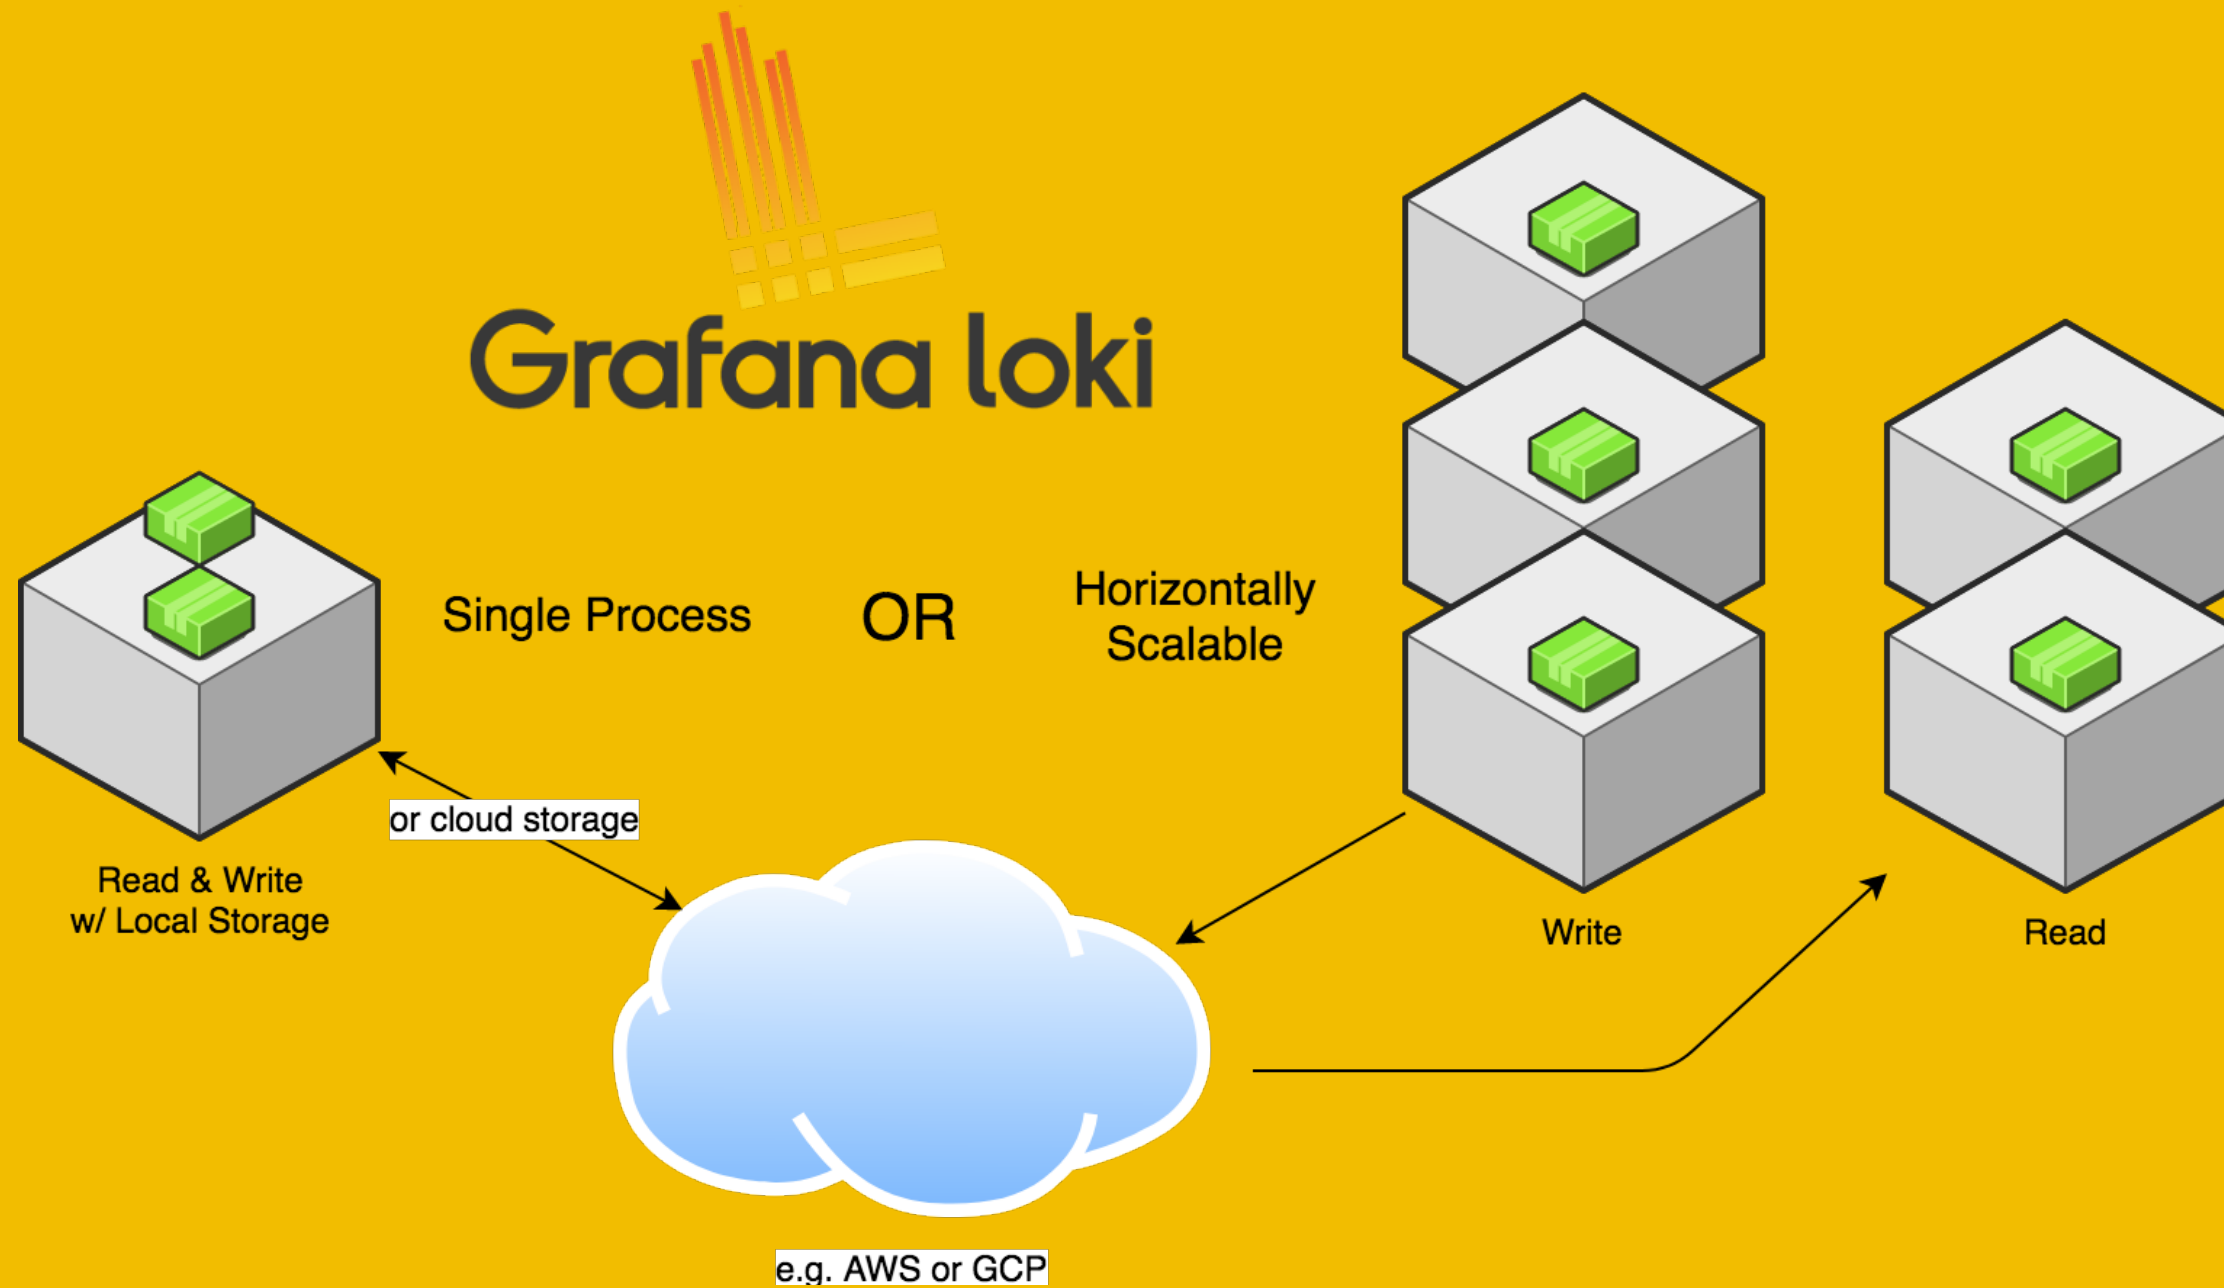 Grafana loki
Single Process
OR
Horizontally
Scalable
or cloud storage
Read & Write
w/ Local Storage
Write
Read
e.g. AWS or GCP